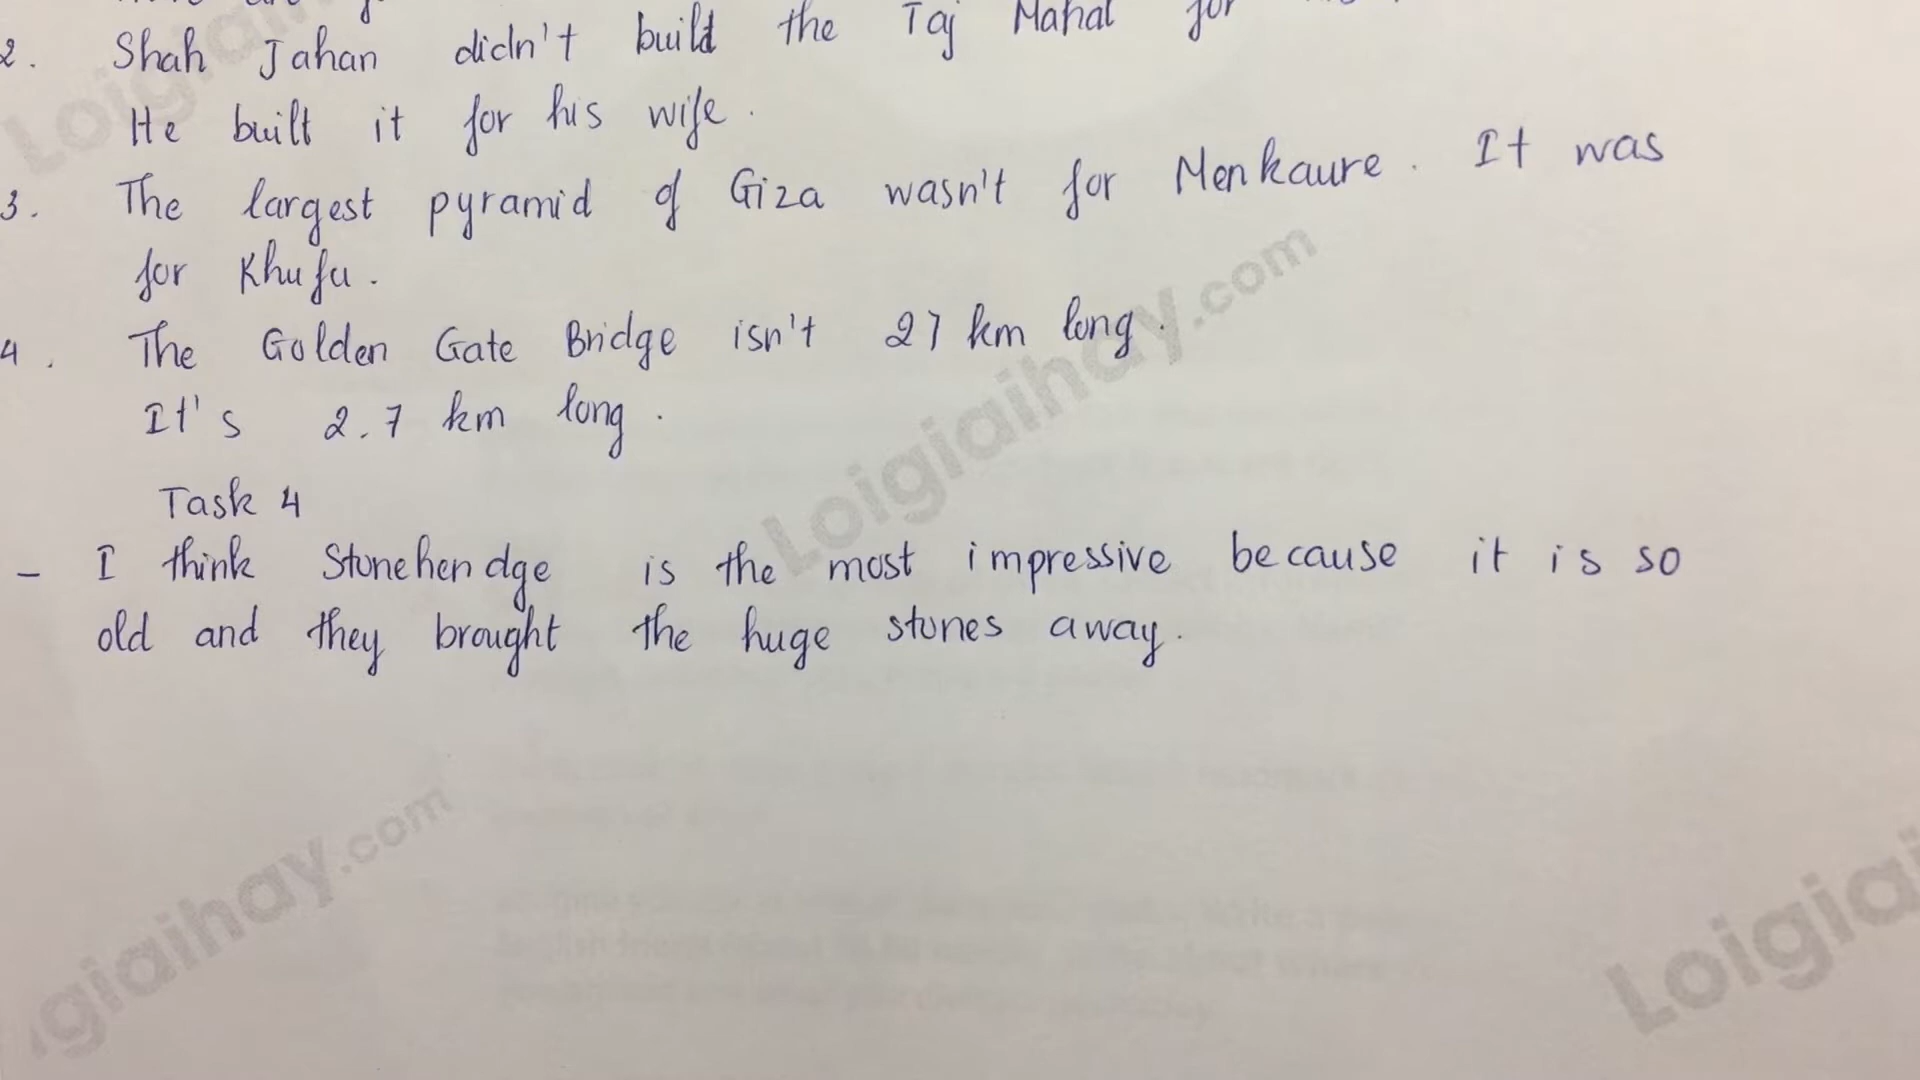 2. Shah Jahan didn't build the Taj Mahal for
He built it for his wife.
3. The largest pyramid of Giza wasn't for Menkaure. It was
for Khufu.
4. The Golden Gate Bridge isn't 27 km long.
It's 2.7 km long.
Task 4
- I think Stonehendge is the most impressive because it is so
old and they brought the huge stones away.
Loigiaihay.com